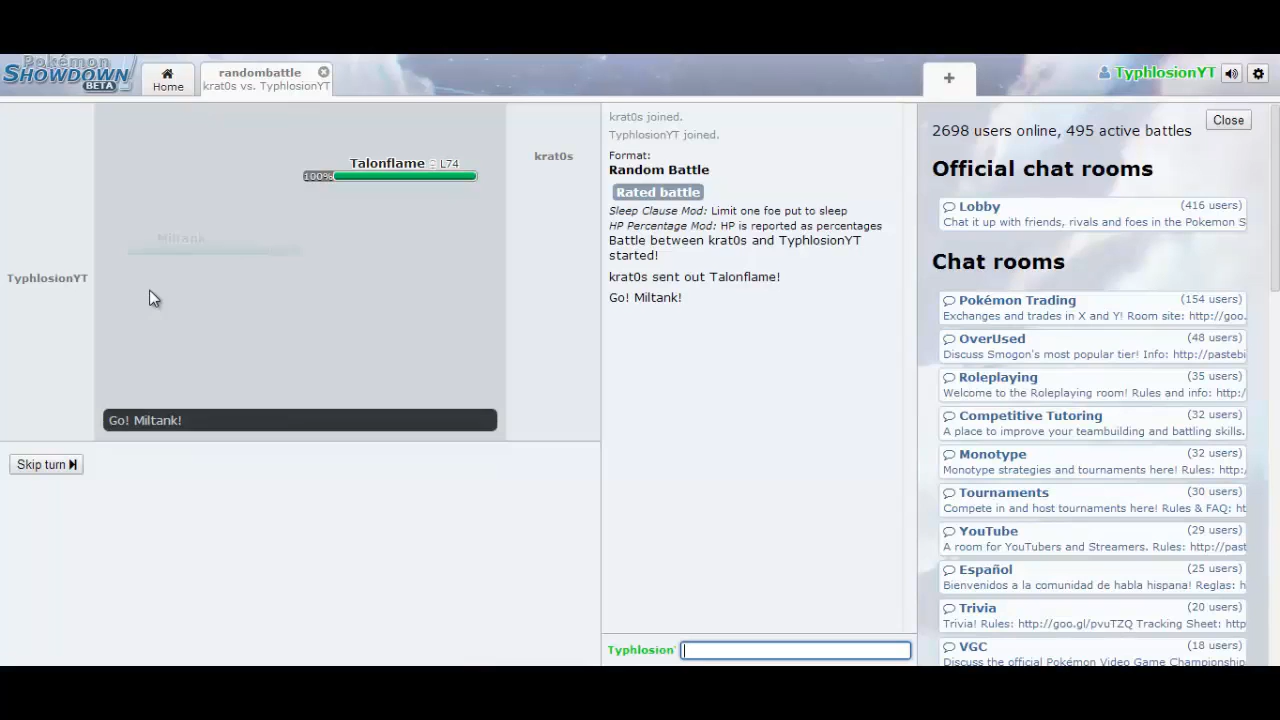 Pokémon
SHOWDOWN
BETA
Home
randombattle
krat0s vs. TyphlosionYT
+
TyphlosionYT
Talonflame L74
100%
Miltank
TyphlosionYT
krat0s
Go! Miltank!
Skip turn
krat0s joined.
TyphlosionYT joined.
Format:
Random Battle
Rated battle
Sleep Clause Mod: Limit one foe put to sleep
HP Percentage Mod: HP is reported as percentages
Battle between krat0s and TyphlosionYT
started!
krat0s sent out Talonflame!
Go! Miltank!
Typhlosion
Close
2698 users online, 495 active battles
Official chat rooms
Lobby (416 users)
Chat it up with friends, rivals and foes in the Pokemon S
Chat rooms
Pokémon Trading (154 users)
Exchanges and trades in X and Y! Room site: http://goo.
OverUsed (48 users)
Discuss Smogon's most popular tier! Info: http://pastebi
Roleplaying (35 users)
Welcome to the Roleplaying room! Rules and info: http:/
Competitive Tutoring (32 users)
A place to improve your teambuilding and battling skills.
Monotype (32 users)
Monotype strategies and tournaments here! Rules: http:/
Tournaments (30 users)
Compete in and host tournaments here! Rules & FAQ: ht
YouTube (29 users)
A room for YouTubers and Streamers. Rules: http://past
Español (25 users)
Bienvenidos a la comunidad de habla hispana! Reglas: h
Trivia (20 users)
Trivia! Rules: http://goo.gl/pvuTZQ Tracking Sheet: http
VGC (18 users)
Discuss the official Pokémon Video Game Championship